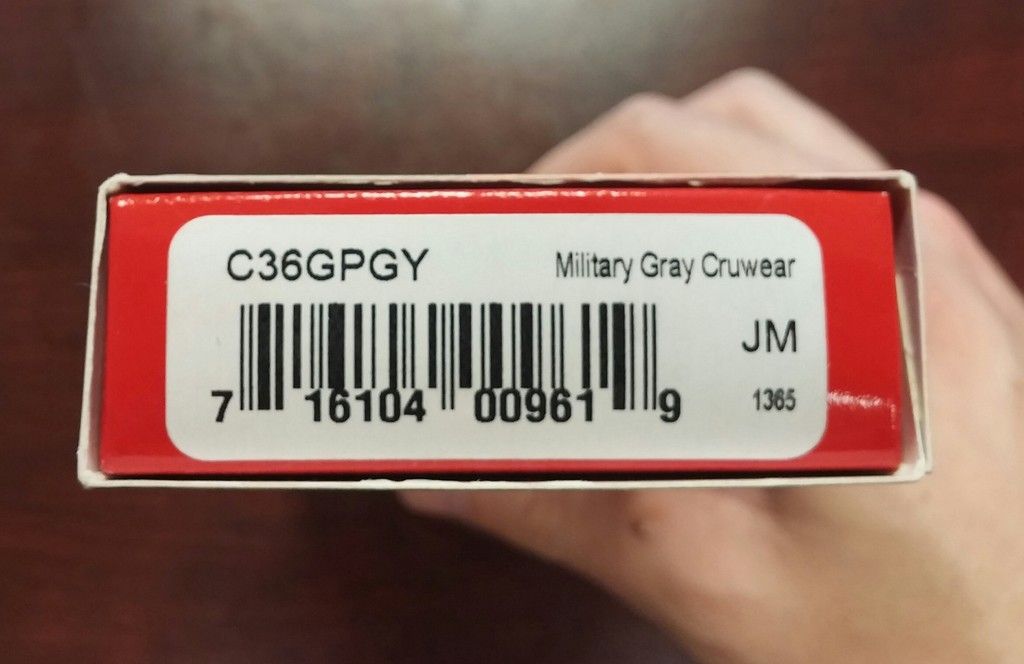 C36GPGY
Military Gray Cruwear
JM
7 16104 00961 9
1365